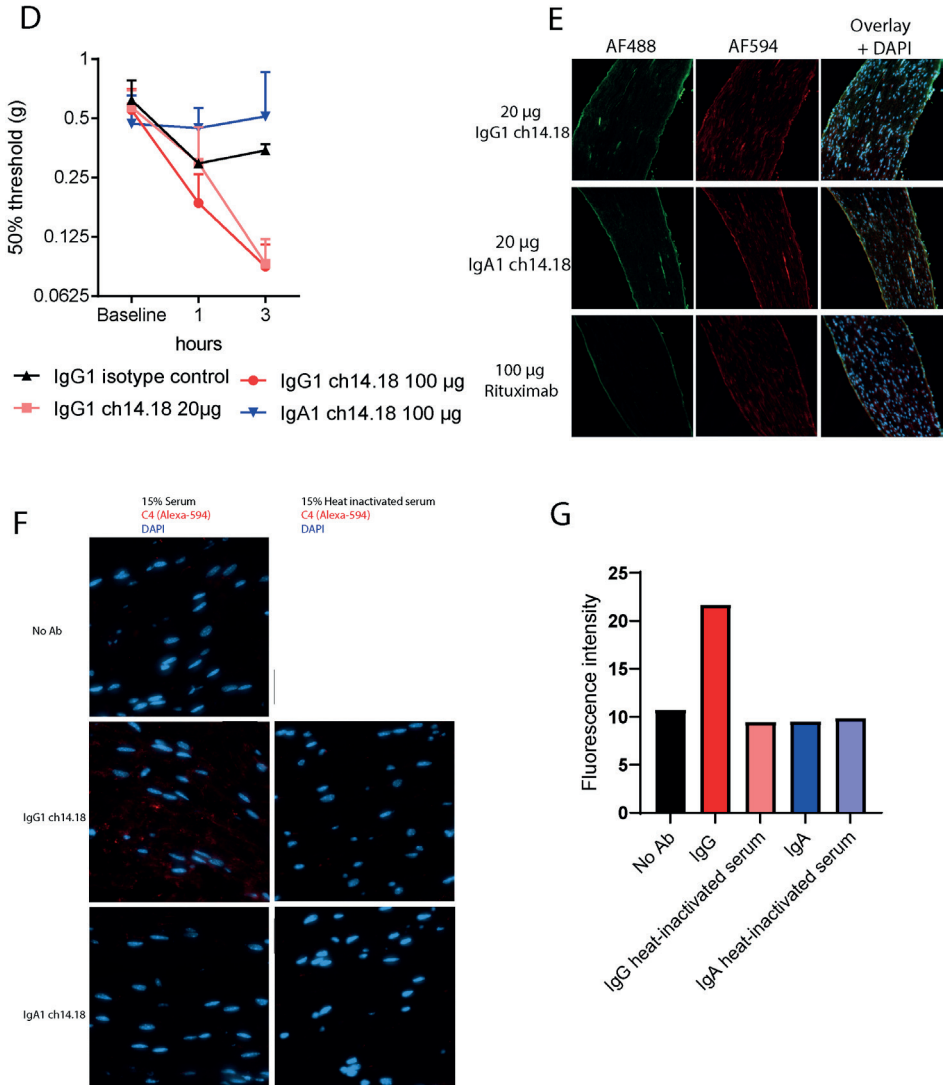 D
1
0.5
0.25
0.125
0.0625
50% threshold (g)
Baseline 1 3
hours
IgG1 isotype control
IgG1 ch14.18 100 µg
IgG1 ch14.18 20µg
IgA1 ch14.18 100 µg
E
AF488
AF594
Overlay
+ DAPI
20 µg
IgG1 ch14.18
20 µg
IgA1 ch14.18
100 µg
Rituximab
F
15% Serum
C4 (Alexa-594)
DAPI
15% Heat inactivated serum
C4 (Alexa-594)
DAPI
No Ab
IgG1 ch14.18
IgA1 ch14.18
G
25
20
15
10
5
0
Fluorescence intensity
No Ab
IgG
IgG heat-inactivated serum
IgA
IgA heat-inactivated serum